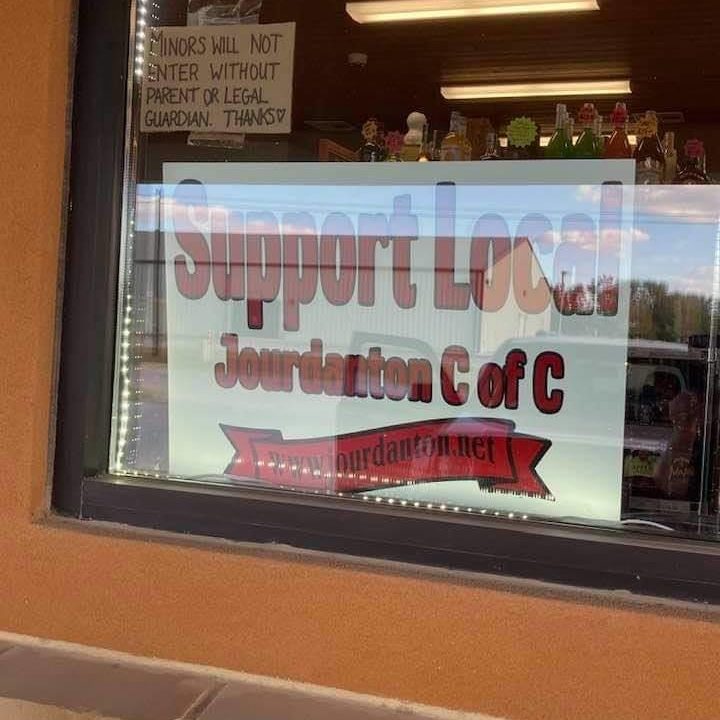 MINORS WILL NOT
ENTER WITHOUT
PARENT OR LEGAL
GUARDIAN. THANKS♡
Support Local
Jourdanton C of C
www.jourdanton.net